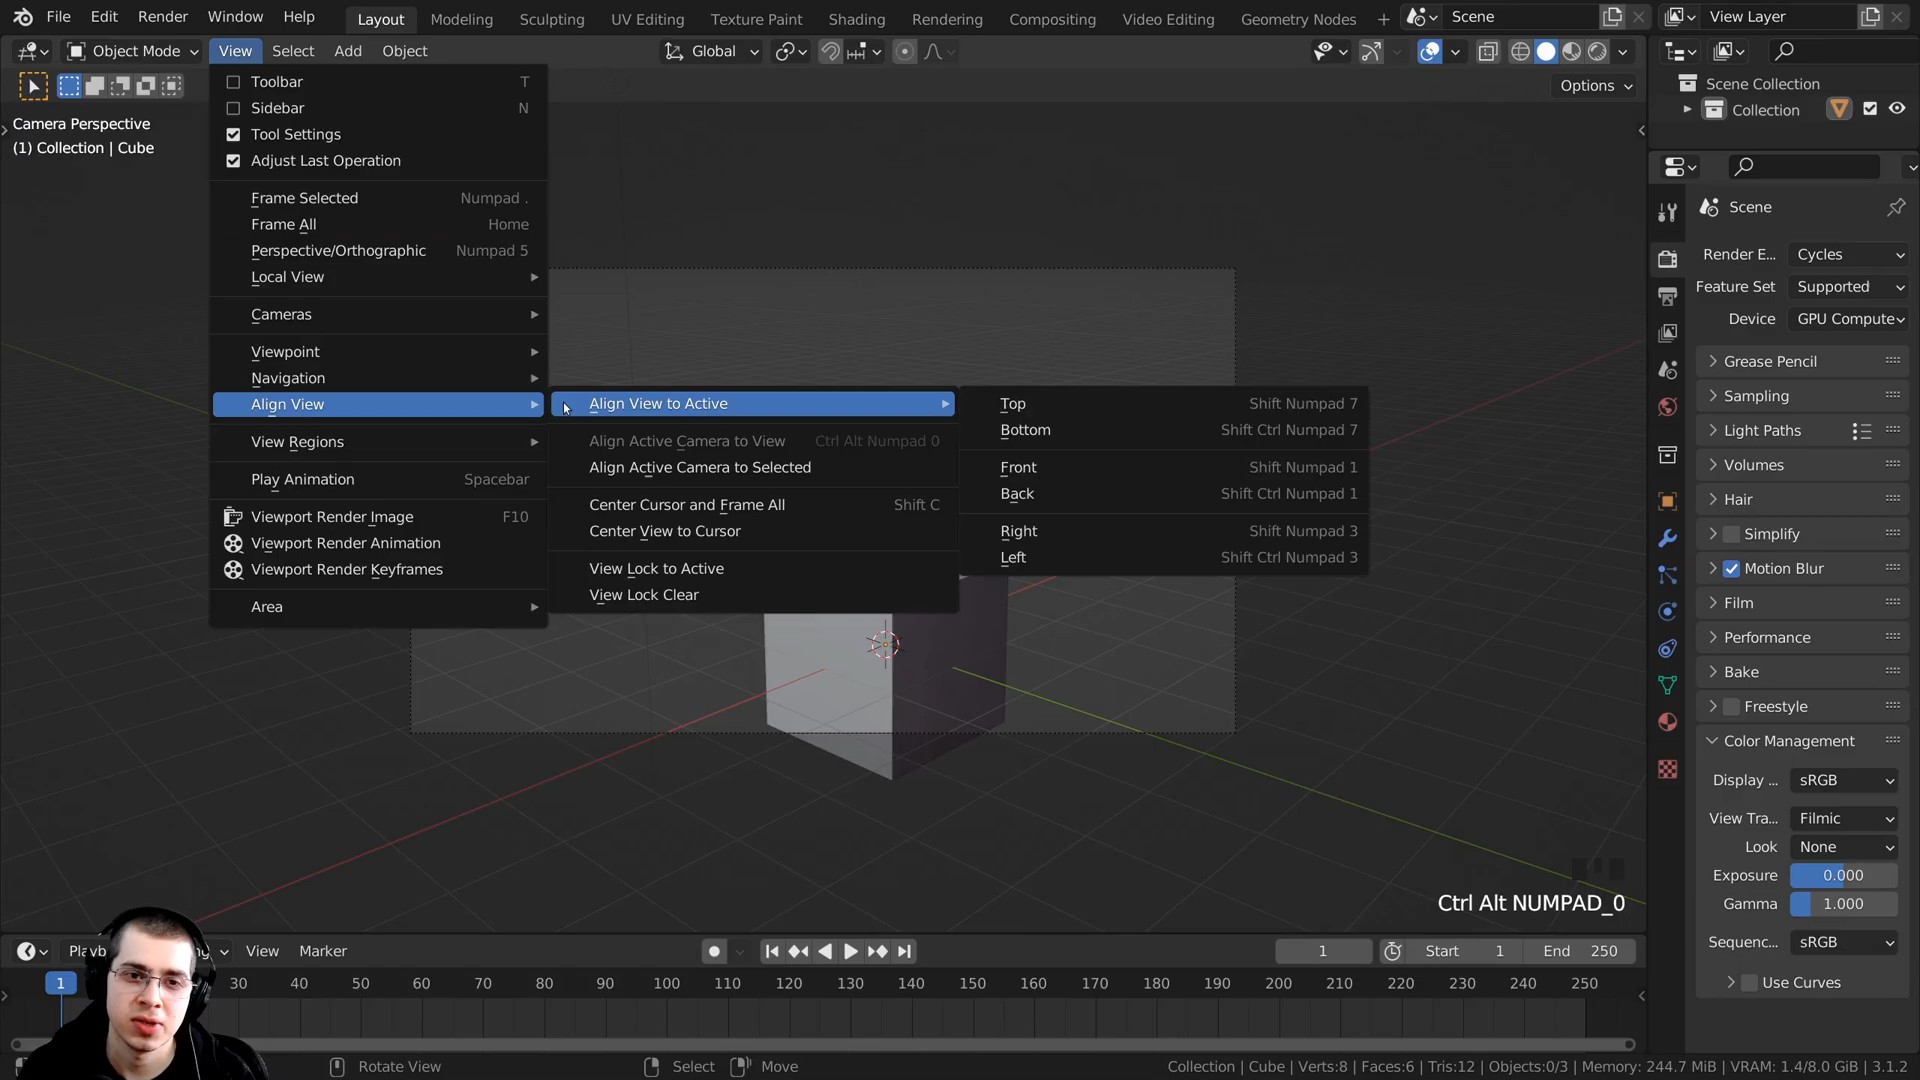 File Edit Render Window Help Layout Modeling Sculpting UV Editing Texture Paint Shading Rendering Compositing Video Editing Geometry Nodes + Scene View Layer
Object Mode View Select Add Object Global
Options
Camera Perspective
(1) Collection | Cube
Toolbar T
Sidebar N
Tool Settings
Adjust Last Operation
Frame Selected Numpad .
Frame All Home
Perspective/Orthographic Numpad 5
Local View
Cameras
Viewpoint
Navigation
Align View
View Regions
Play Animation Spacebar
Viewport Render Image F10
Viewport Render Animation
Viewport Render Keyframes
Area
Align View to Active
Align Active Camera to View Ctrl Alt Numpad 0
Align Active Camera to Selected
Center Cursor and Frame All Shift C
Center View to Cursor
View Lock to Active
View Lock Clear
Top Shift Numpad 7
Bottom Shift Ctrl Numpad 7
Front Shift Numpad 1
Back Shift Ctrl Numpad 1
Right Shift Numpad 3
Left Shift Ctrl Numpad 3
Scene Collection
Collection
Scene
Render E... Cycles
Feature Set Supported
Device GPU Compute
Grease Pencil
Sampling
Light Paths
Volumes
Hair
Simplify
Motion Blur
Film
Performance
Bake
Freestyle
Color Management
Display ... sRGB
View Tra... Filmic
Look None
Exposure 0.000
Gamma 1.000
Sequenc... sRGB
Use Curves
Ctrl Alt NUMPAD_0
View Marker 1 Start 1 End 250
1 30 40 50 60 70 80 90 100 110 120 130 140 150 160 170 180 190 200 210 220 230 240 250
Rotate View Select Move Collection | Cube | Verts:8 | Faces:6 | Tris:12 | Objects:0/3 | Memory: 244.7 MiB | VRAM: 1.4/8.0 GiB | 3.1.2